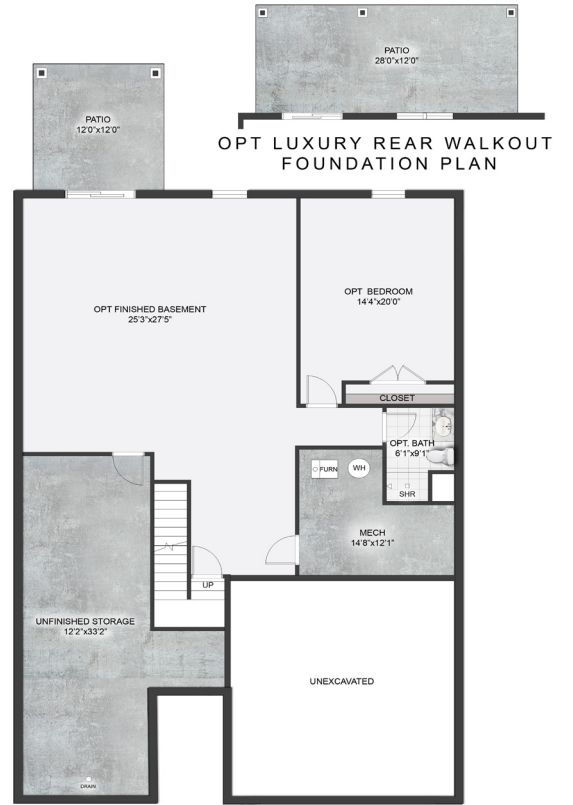 PATIO
28'0"x12'0"
PATIO
12'0"x12'0"
OPT LUXURY REAR WALKOUT
FOUNDATION PLAN
OPT BEDROOM
14'4"x20'0"
OPT FINISHED BASEMENT
25'3"x27'5"
CLOSET
OPT. BATH
6'1"x9'1"
FURN
WH
SHR
MECH
14'8"x12'1"
UP
UNFINISHED STORAGE
12'2"x33'2"
UNEXCAVATED
DRAIN